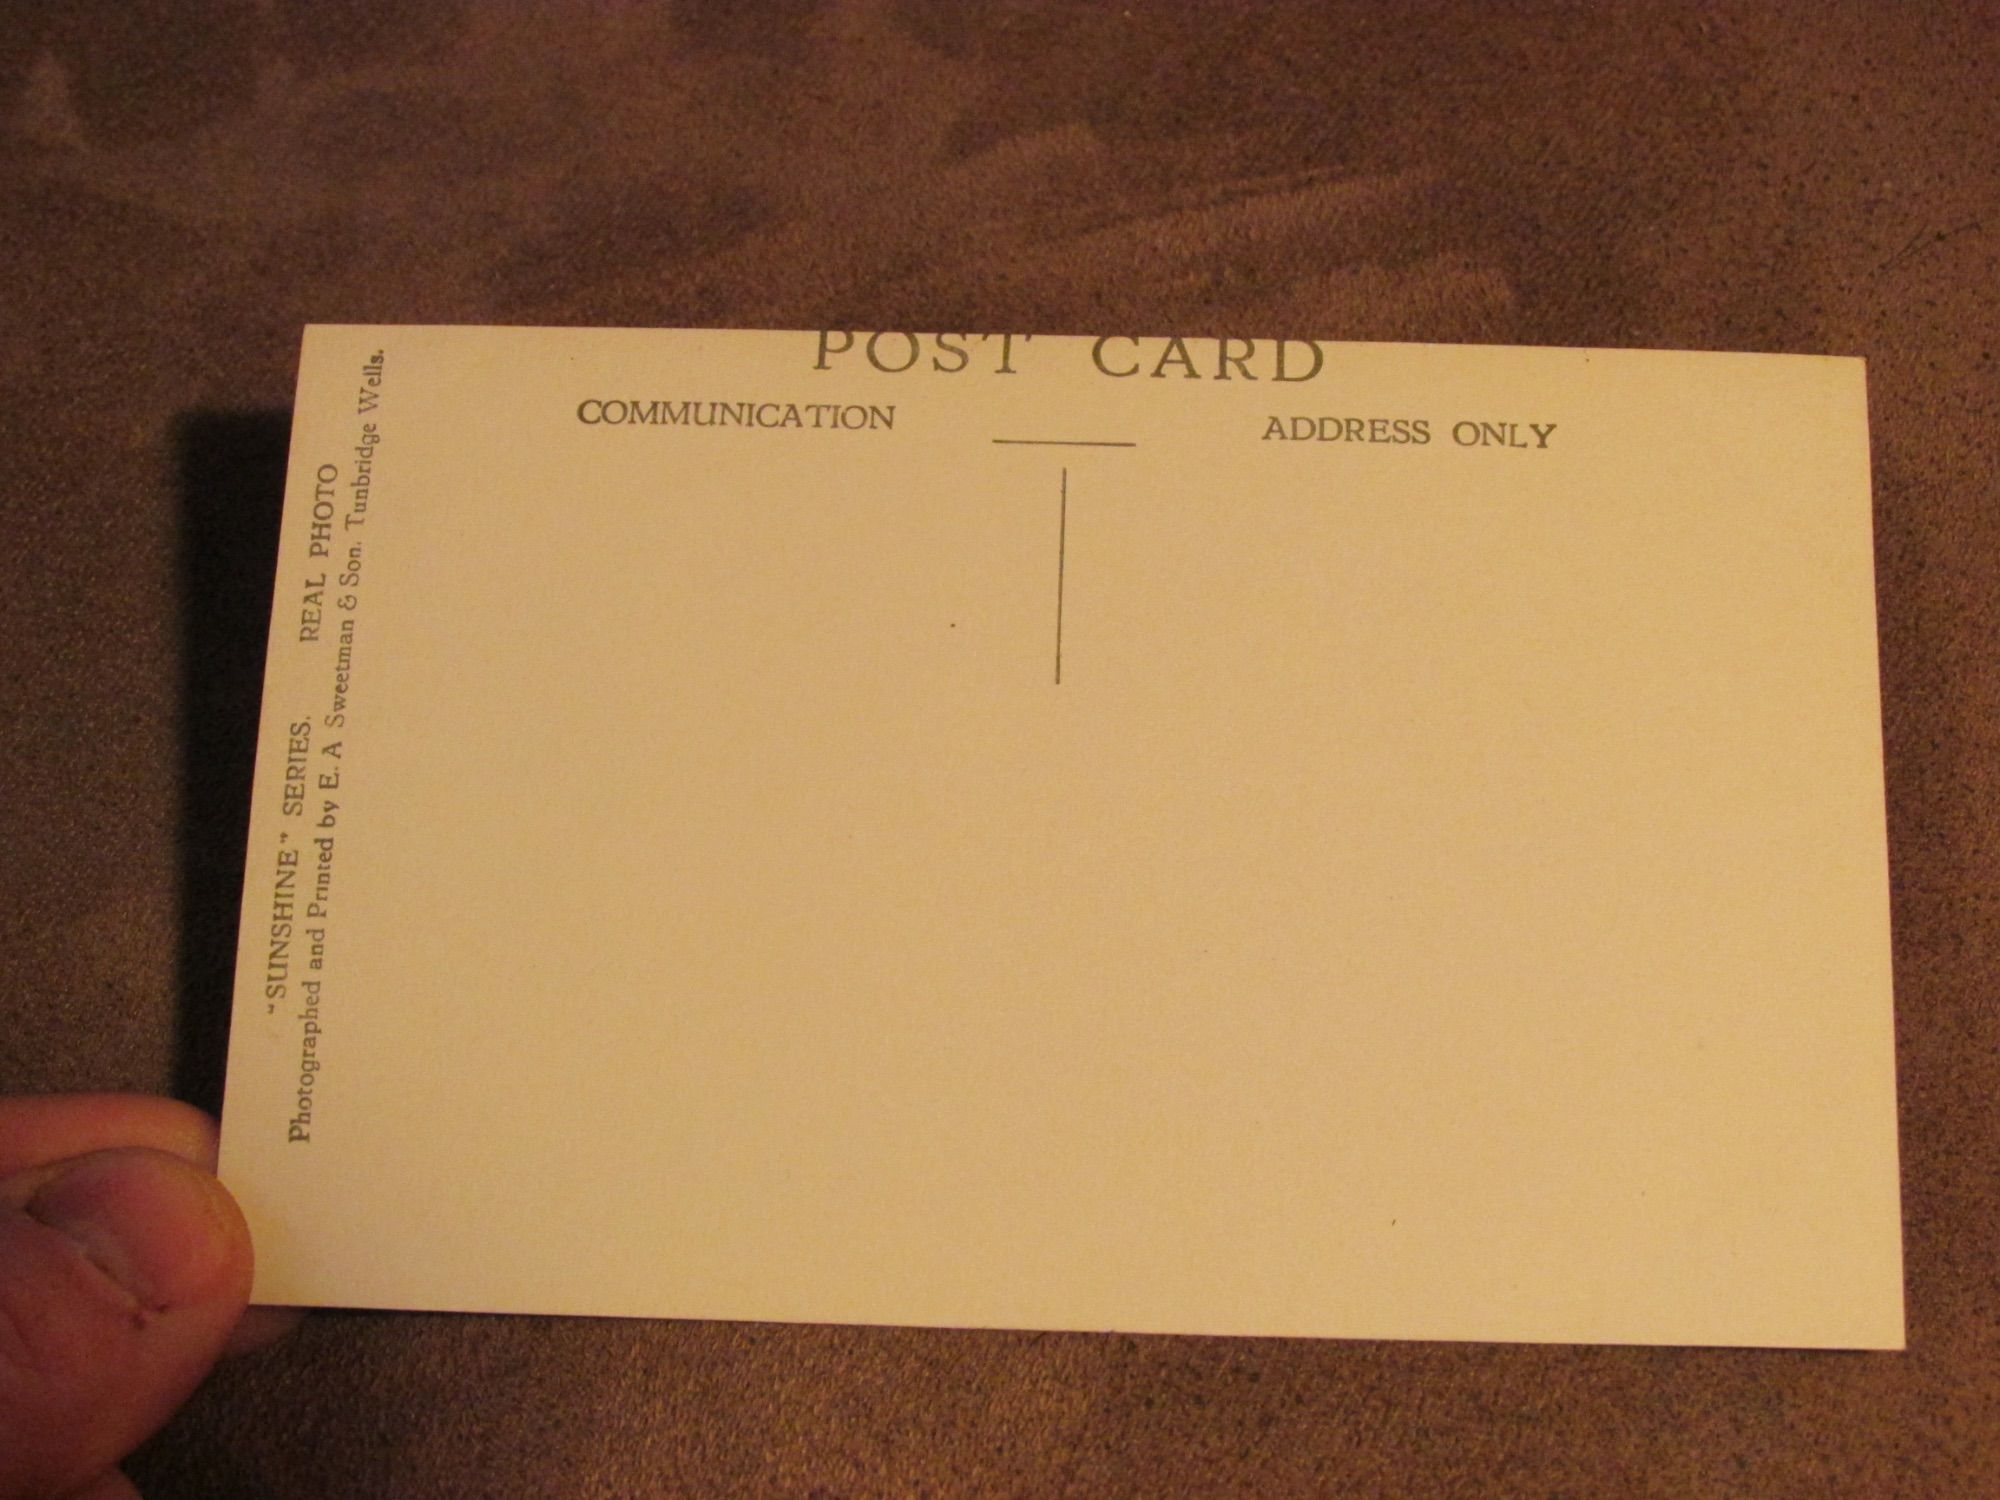 POST CARD
COMMUNICATION
ADDRESS ONLY
"SUNSHINE" SERIES. REAL PHOTO
Photographed and Printed by E. A Sweetman & Son. Tunbridge Wells.